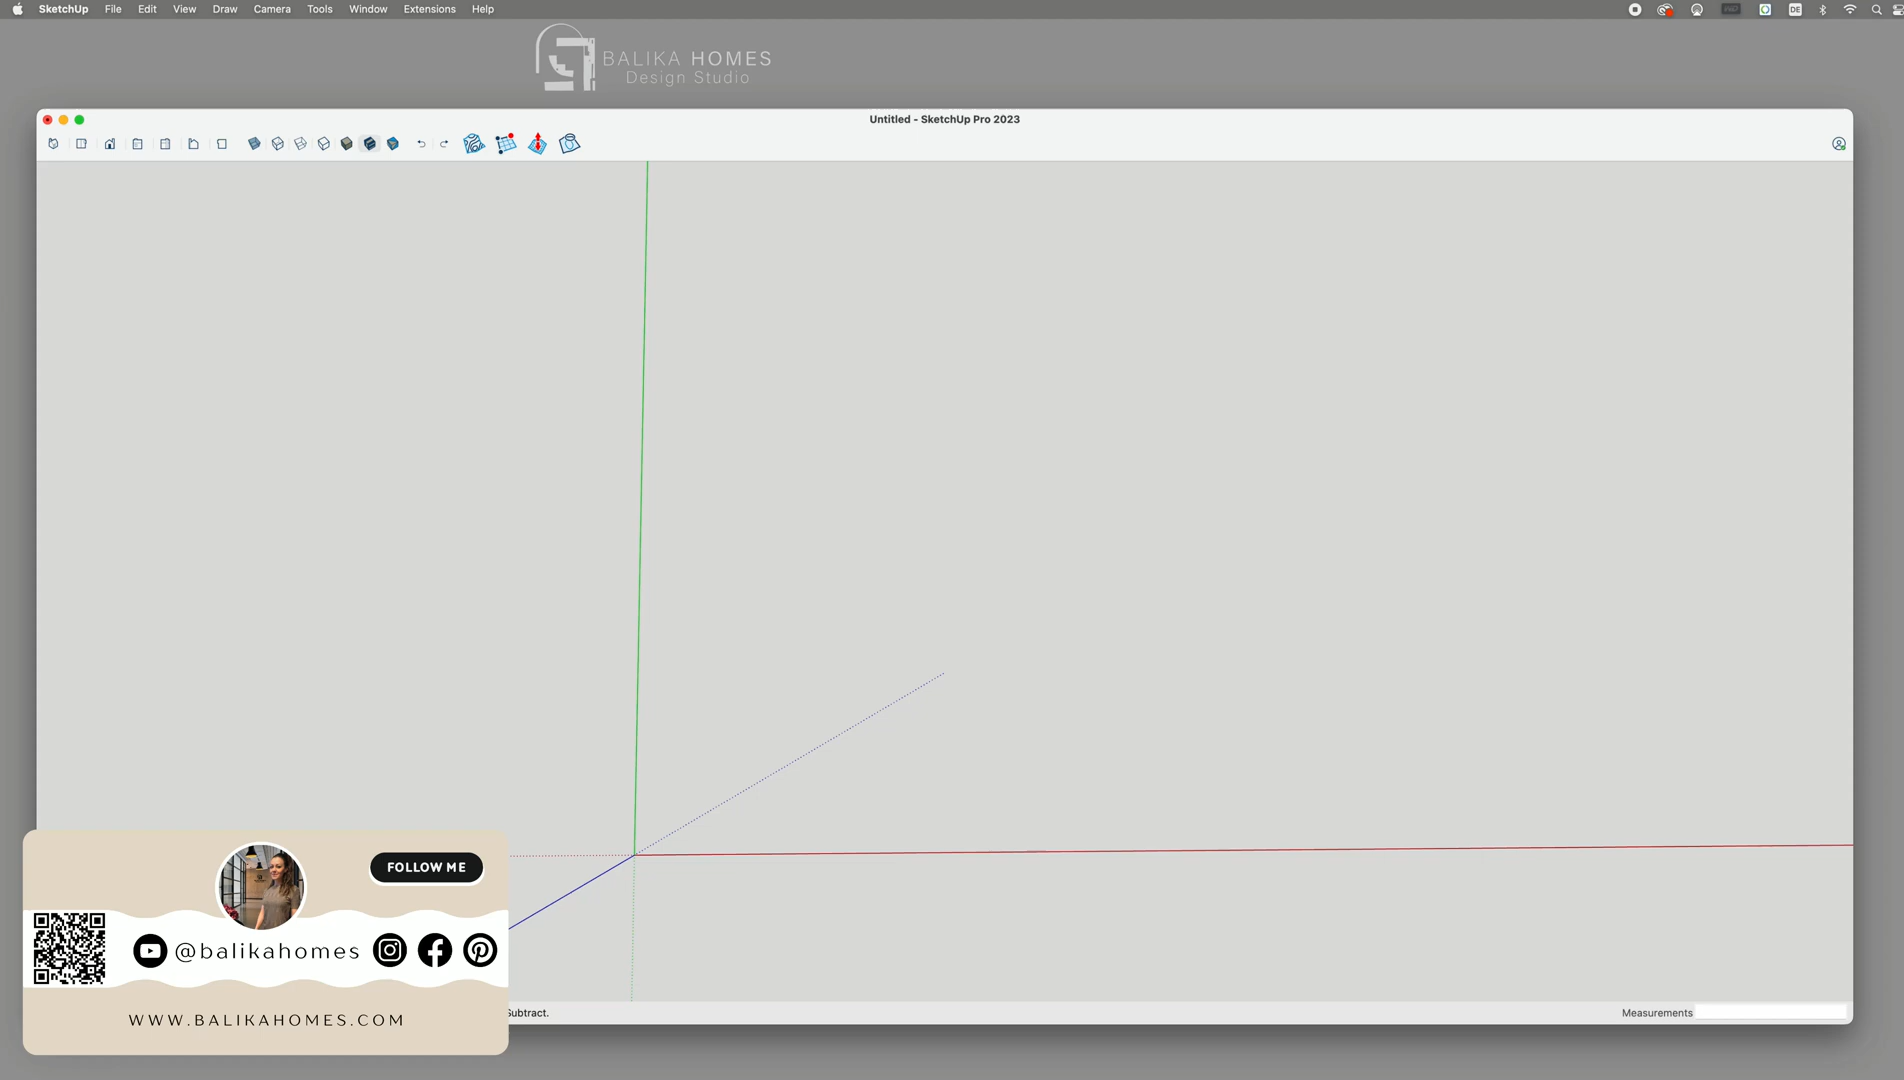 SketchUp File Edit View Draw Camera Tools Window Extensions Help
DE
BALIKA HOMES
Design Studio
Untitled - SketchUp Pro 2023
FOLLOW ME
@balikahomes
WWW.BALIKAHOMES.COM
Subtract.
Measurements